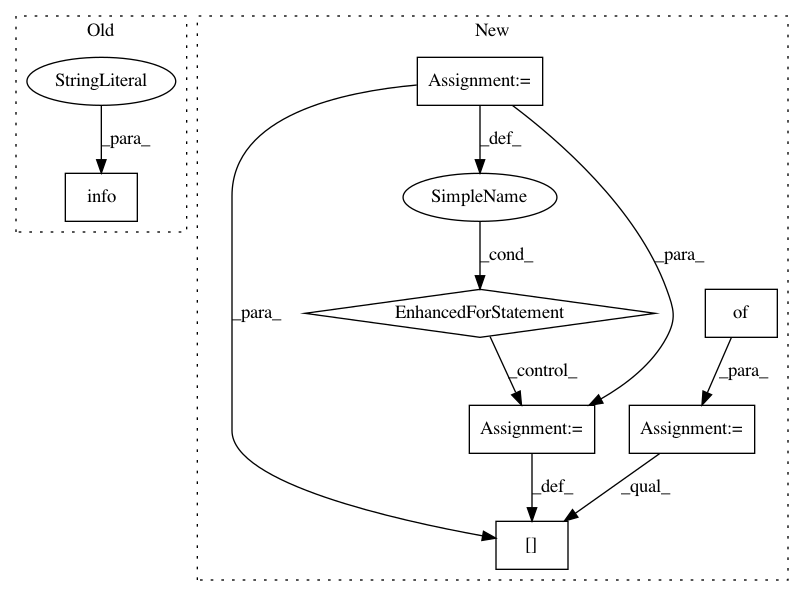 Old
New
StringLiteral
Assignment:=
_para_
_def_
info
SimpleName
_cond_
_para_
_para_
EnhancedForStatement
of
_control_
_para_
Assignment:=
Assignment:=
_def_
_qual_
[]